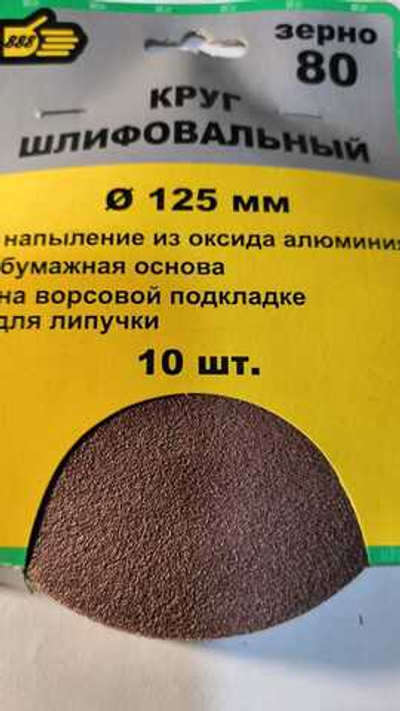 888
зерно
80
КРУГ
ШЛИФОВАЛЬНЫЙ
Ø 125 мм
напыление из оксида алюминия
бумажная основа
на ворсовой подкладке
для липучки
10 шт.